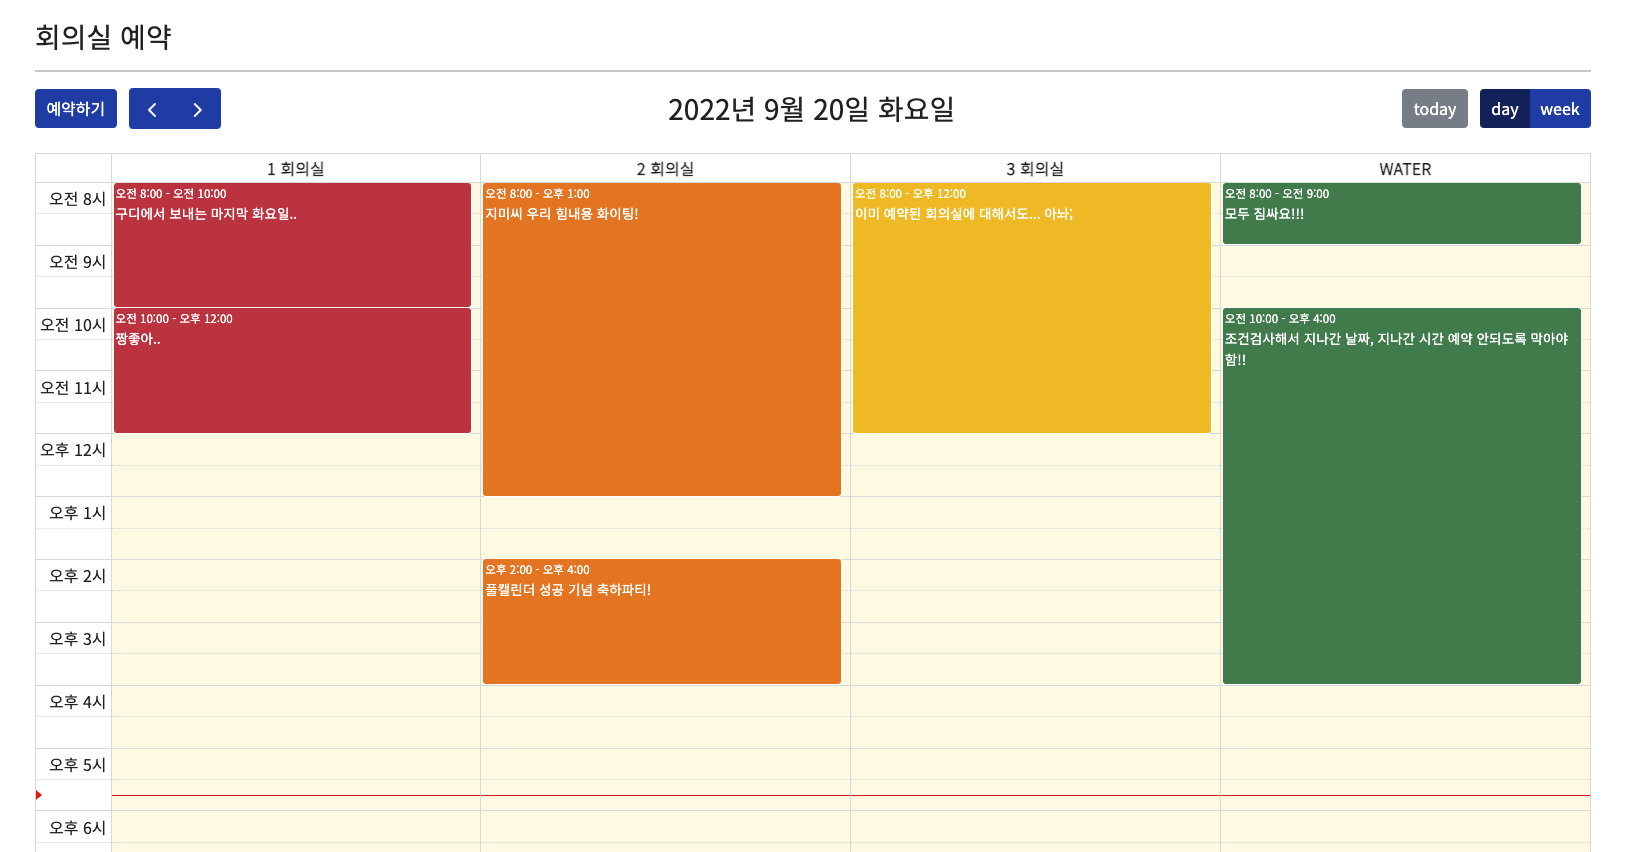 회의실 예약
예약하기
2022년 9월 20일 화요일
today day week
1 회의실 2 회의실 3 회의실 WATER
오전 8시
오전 9시
오전 10시
오전 11시
오후 12시
오후 1시
오후 2시
오후 3시
오후 4시
오후 5시
오후 6시
오전 8:00 - 오전 10:00
구디에서 보내는 마지막 화요일..
오전 10:00 - 오후 12:00
짱좋아..
오전 8:00 - 오후 1:00
지미씨 우리 힘내용 화이팅!
오후 2:00 - 오후 4:00
풀캘린더 성공 기념 축하파티!
오전 8:00 - 오후 12:00
이미 예약된 회의실에 대해서도... 아놔;
오전 8:00 - 오전 9:00
모두 짐싸요!!!
오전 10:00 - 오후 4:00
조건검사해서 지나간 날짜, 지나간 시간 예약 안되도록 막아야
함!!